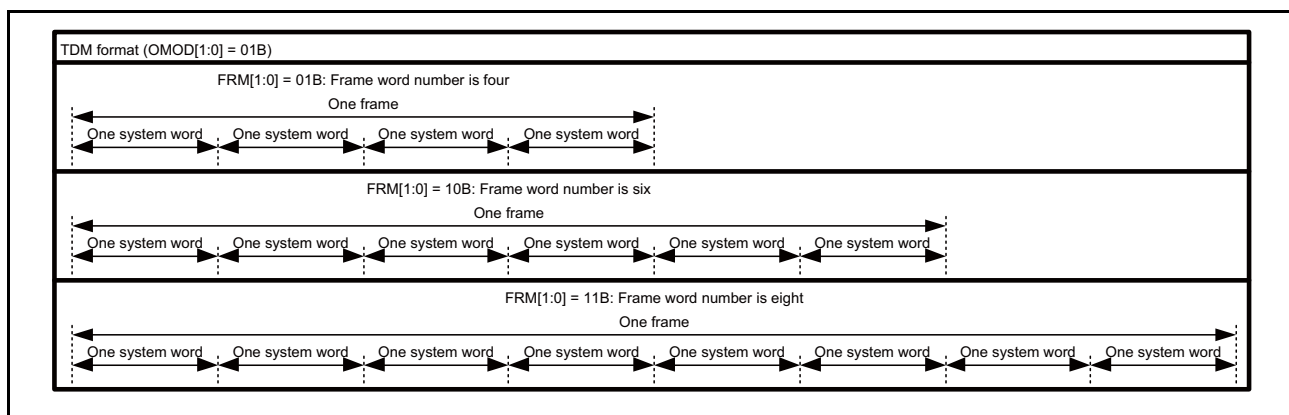 TDM format (OMOD[1:0] = 01B)
FRM[1:0] = 01B: Frame word number is four
One frame
One system word One system word One system word One system word
FRM[1:0] = 10B: Frame word number is six
One frame
One system word One system word One system word One system word One system word One system word
FRM[1:0] = 11B: Frame word number is eight
One frame
One system word One system word One system word One system word One system word One system word One system word One system word